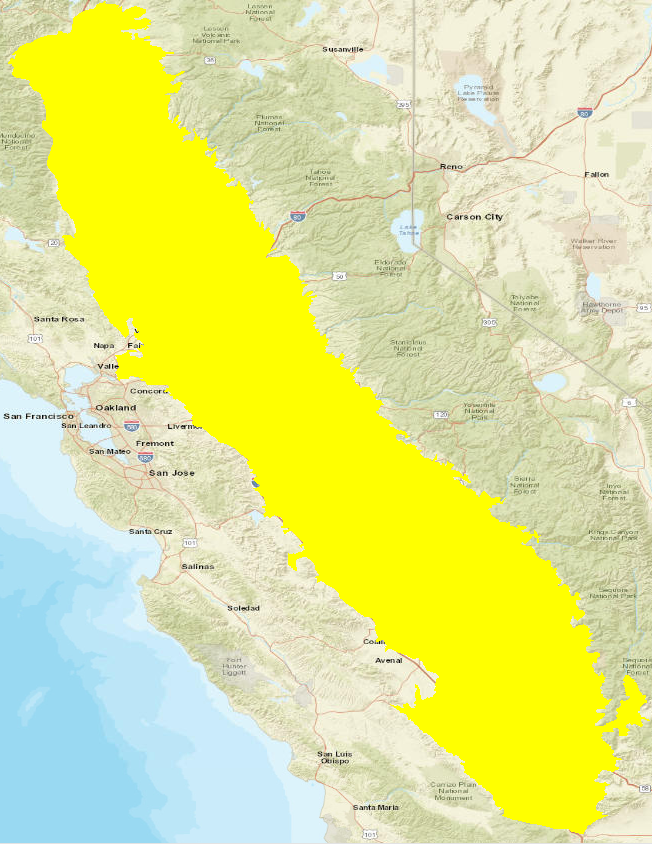 Lassen
National
Forest
Lassen
Volcanic
National Park
Susanville
36
395
Pyramid
Lake Paiute
Reservation
80
Plumas
National
Forest
Mendocino
National
Forest
Reno
Tahoe
National
Forest
Fallon
80
Carson City
Lake
Tahoe
20
Walker River
Reservation
50
Eldorado
National
Forest
Toiyabe
National
Forest
Hawthorne
Army Depot
95
Santa Rosa
395
101
Napa
Fai
Stanislaus
National
Forest
Valle
Concord
6
San Francisco
Oakland
Yosemite
National
Park
120
San Leandro
580
Livermo
Fremont
San Mateo
680
San Jose
Sierra
National
Forest
Inyo
National
Forest
Santa Cruz
101
Kings Canyon
National Park
Salinas
Sequoia
National Park
Soledad
Coalin
Avenal
Fort
Hunter
Liggett
Sequoia
National
Forest
San Luis
Obispo
Carrizo Plain
National
Monument
58
Santa Maria
101